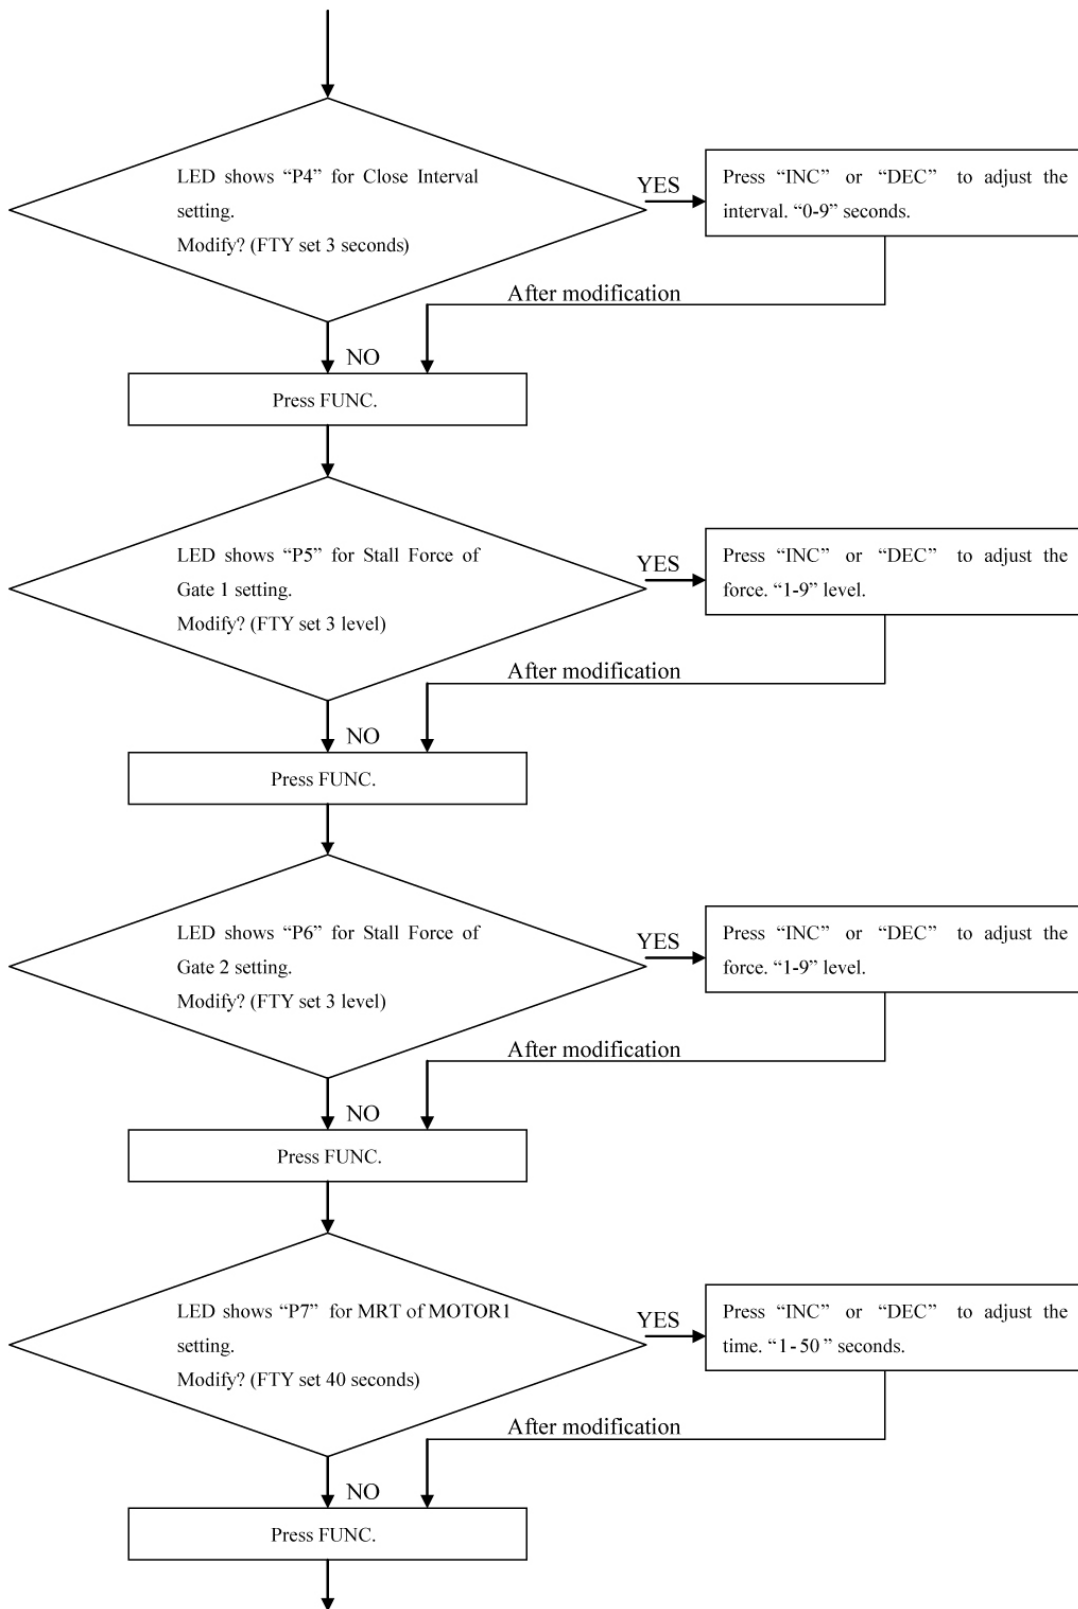 LED shows “P4” for Close Interval
setting.
Modify? (FTY set 3 seconds)
YES
Press “INC” or “DEC” to adjust the
interval. “0-9” seconds.
After modification
NO
Press FUNC.
LED shows “P5” for Stall Force of
Gate 1 setting.
Modify? (FTY set 3 level)
YES
Press “INC” or “DEC” to adjust the
force. “1-9” level.
After modification
NO
Press FUNC.
LED shows “P6” for Stall Force of
Gate 2 setting.
Modify? (FTY set 3 level)
YES
Press “INC” or “DEC” to adjust the
force. “1-9” level.
After modification
NO
Press FUNC.
LED shows “P7” for MRT of MOTOR1
setting.
Modify? (FTY set 40 seconds)
YES
Press “INC” or “DEC” to adjust the
time. “1-50” seconds.
After modification
NO
Press FUNC.